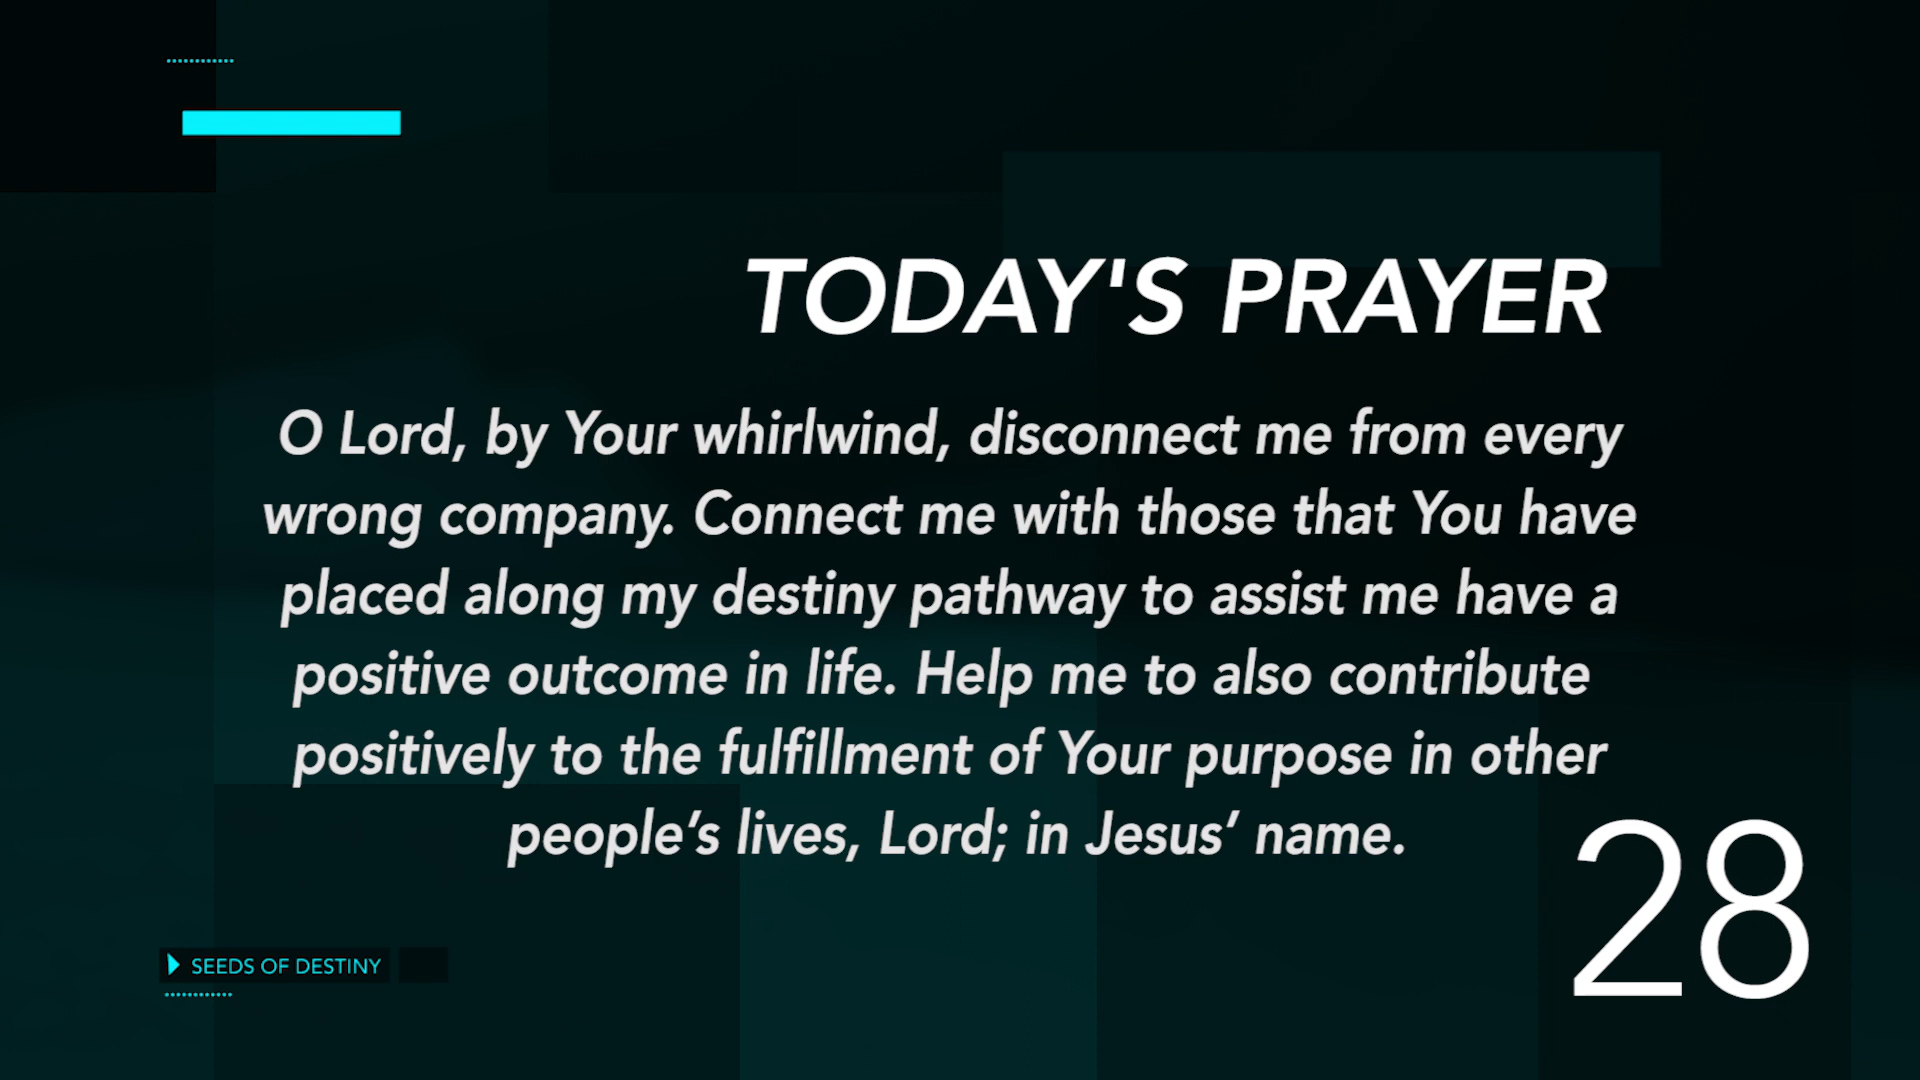 TODAY'S PRAYER
O Lord, by Your whirlwind, disconnect me from every
wrong company. Connect me with those that You have
placed along my destiny pathway to assist me have a
positive outcome in life. Help me to also contribute
positively to the fulfillment of Your purpose in other
people’s lives, Lord; in Jesus’ name.
28
SEEDS OF DESTINY